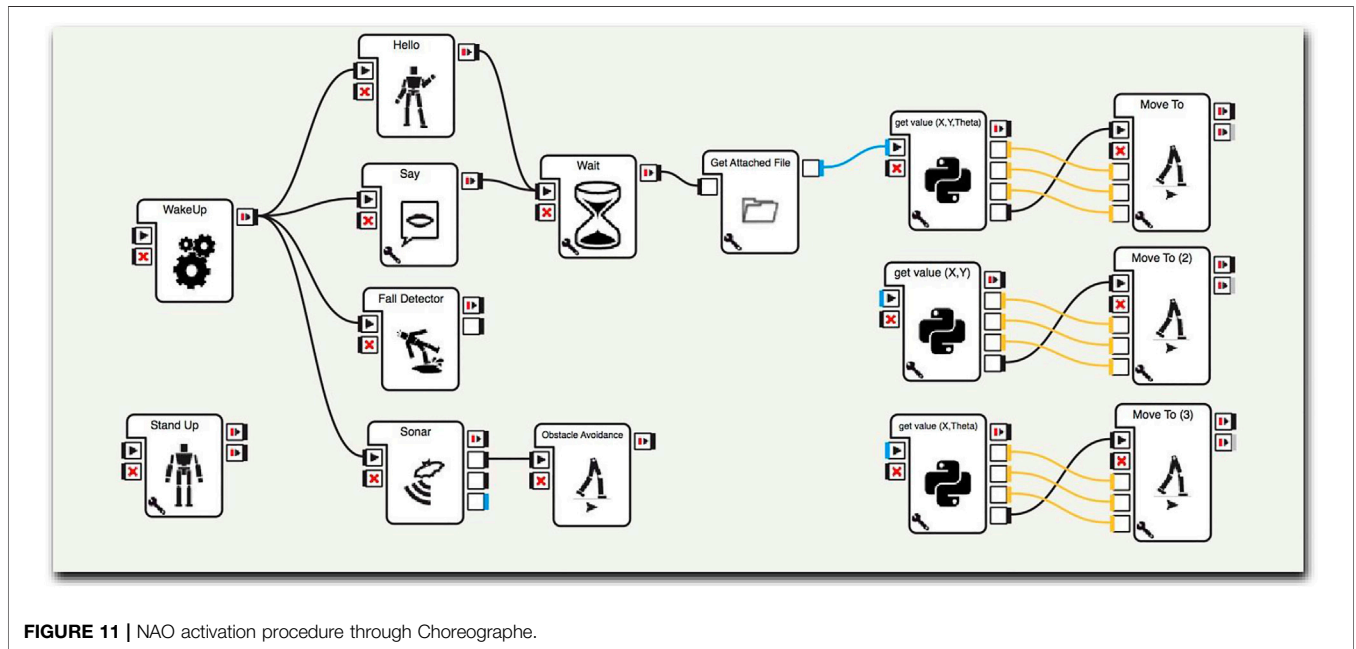 Hello
Say
Wait
Get Attached File
get value (X,Y,Theta)
Move To
WakeUp
Fall Detector
get value (X,Y)
Move To (2)
Stand Up
Sonar
Obstacle Avoidance
get value (X,Theta)
Move To (3)
FIGURE 11 | NAO activation procedure through Choreographe.